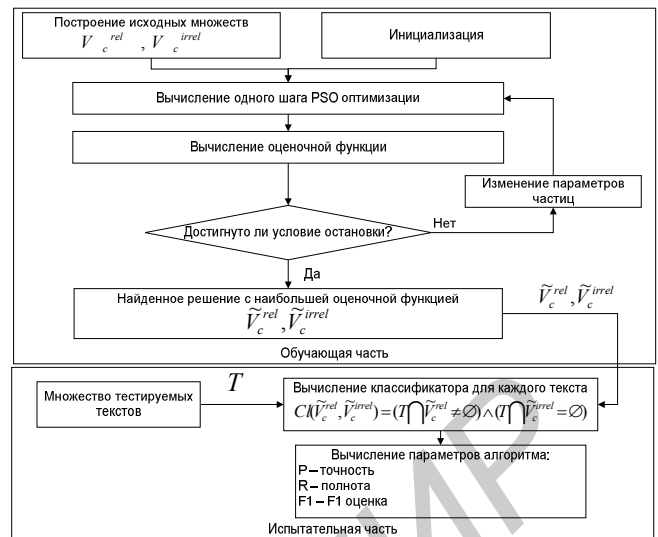 Построение исходных множеств
V c rel , V c irrel
Инициализация
Вычисление одного шага PSO оптимизации
Вычисление оценочной функции
Изменение параметров
частиц
Достигнуто ли условие остановки?
Нет
Да
Найденное решение с наибольшей оценочной функцией
Ṽ_c^rel, Ṽ_c^irrel
Ṽ_c^rel, Ṽ_c^irrel
Обучающая часть
Множество тестируемых
текстов
T
Вычисление классификатора для каждого текста
Cl(Ṽ_c^rel, Ṽ_c^irrel) = (T⋂Ṽ_c^rel ≠ ∅) ∧ (T⋂Ṽ_c^irrel = ∅)
Вычисление параметров алгоритма:
P – точность
R – полнота
F1 – F1 оценка
Испытательная часть